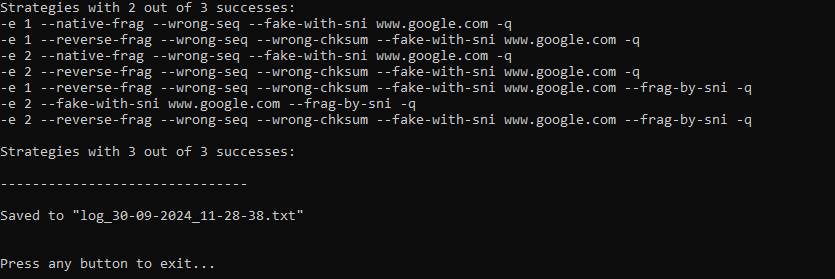 Strategies with 2 out of 3 successes:
-e 1 --native-frag --wrong-seq --fake-with-sni www.google.com -q
-e 1 --reverse-frag --wrong-seq --wrong-chksum --fake-with-sni www.google.com -q
-e 2 --native-frag --wrong-seq --fake-with-sni www.google.com -q
-e 2 --reverse-frag --wrong-seq --wrong-chksum --fake-with-sni www.google.com -q
-e 1 --reverse-frag --wrong-seq --wrong-chksum --fake-with-sni www.google.com --frag-by-sni -q
-e 2 --fake-with-sni www.google.com --frag-by-sni -q
-e 2 --reverse-frag --wrong-seq --wrong-chksum --fake-with-sni www.google.com --frag-by-sni -q
Strategies with 3 out of 3 successes:
-------------------------------
Saved to "log_30-09-2024_11-28-38.txt"
Press any button to exit...